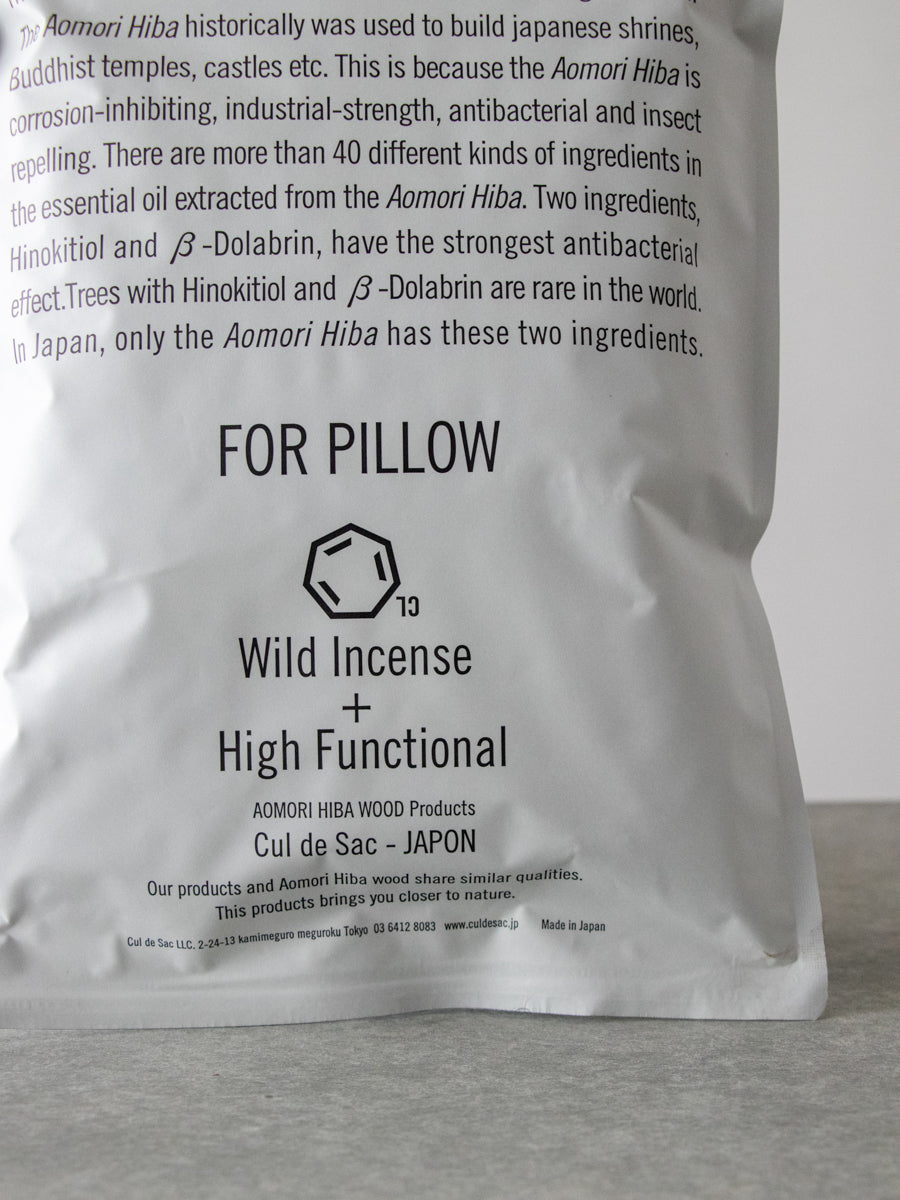 The Aomori Hiba historically was used to build japanese shrines,
Buddhist temples, castles etc. This is because the Aomori Hiba is
corrosion-inhibiting, industrial-strength, antibacterial and insect
repelling. There are more than 40 different kinds of ingredients in
the essential oil extracted from the Aomori Hiba. Two ingredients,
Hinokitiol and β-Dolabrin, have the strongest antibacterial
effect.Trees with Hinokitiol and β-Dolabrin are rare in the world.
In Japan, only the Aomori Hiba has these two ingredients.
FOR PILLOW
Wild Incense
+
High Functional
AOMORI HIBA WOOD Products
Cul de Sac - JAPON
Our products and Aomori Hiba wood share similar qualities.
This products brings you closer to nature.
Cul de Sac LLC. 2-24-13 kamimeguro meguroku Tokyo 03 6412 8083 www.culdesac.jp Made in Japan